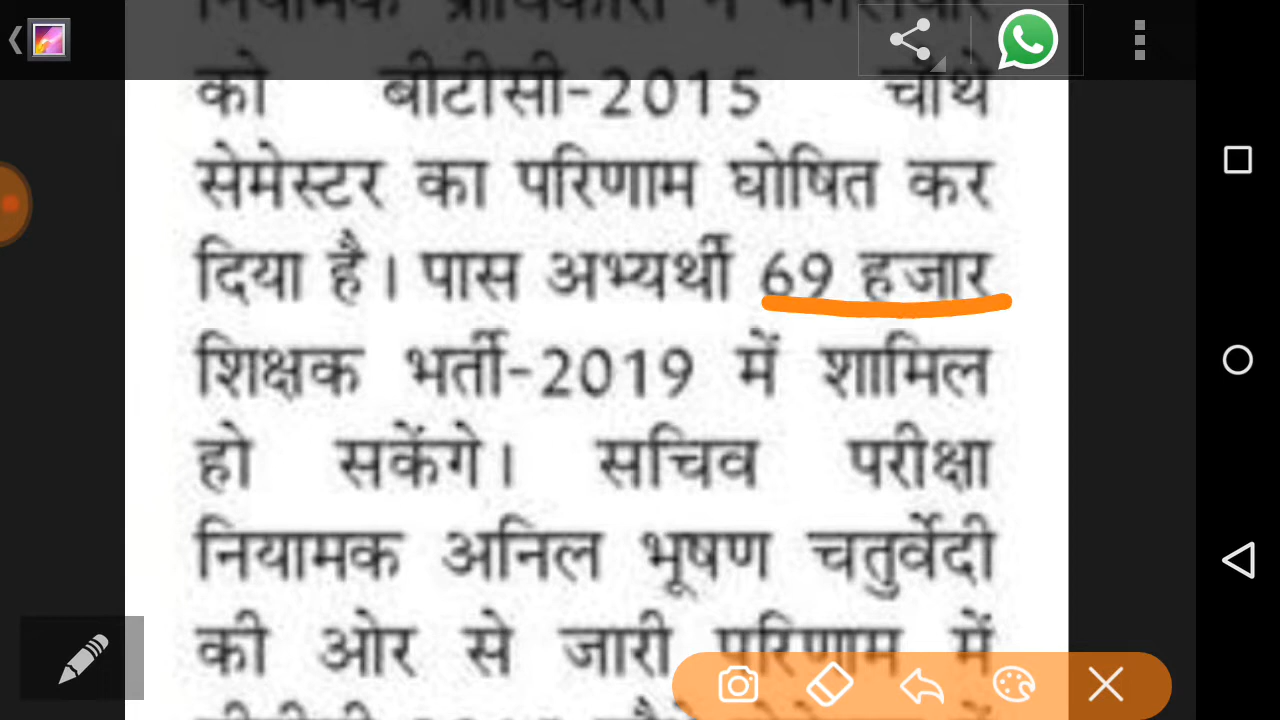 को बीटीसी-2015 चौथे
सेमेस्टर का परिणाम घोषित कर
दिया है। पास अभ्यर्थी 69 हजार
शिक्षक भर्ती-2019 में शामिल
हो सकेंगे। सचिव परीक्षा
नियामक अनिल भूषण चतुर्वेदी
की ओर से जारी परिणाम में